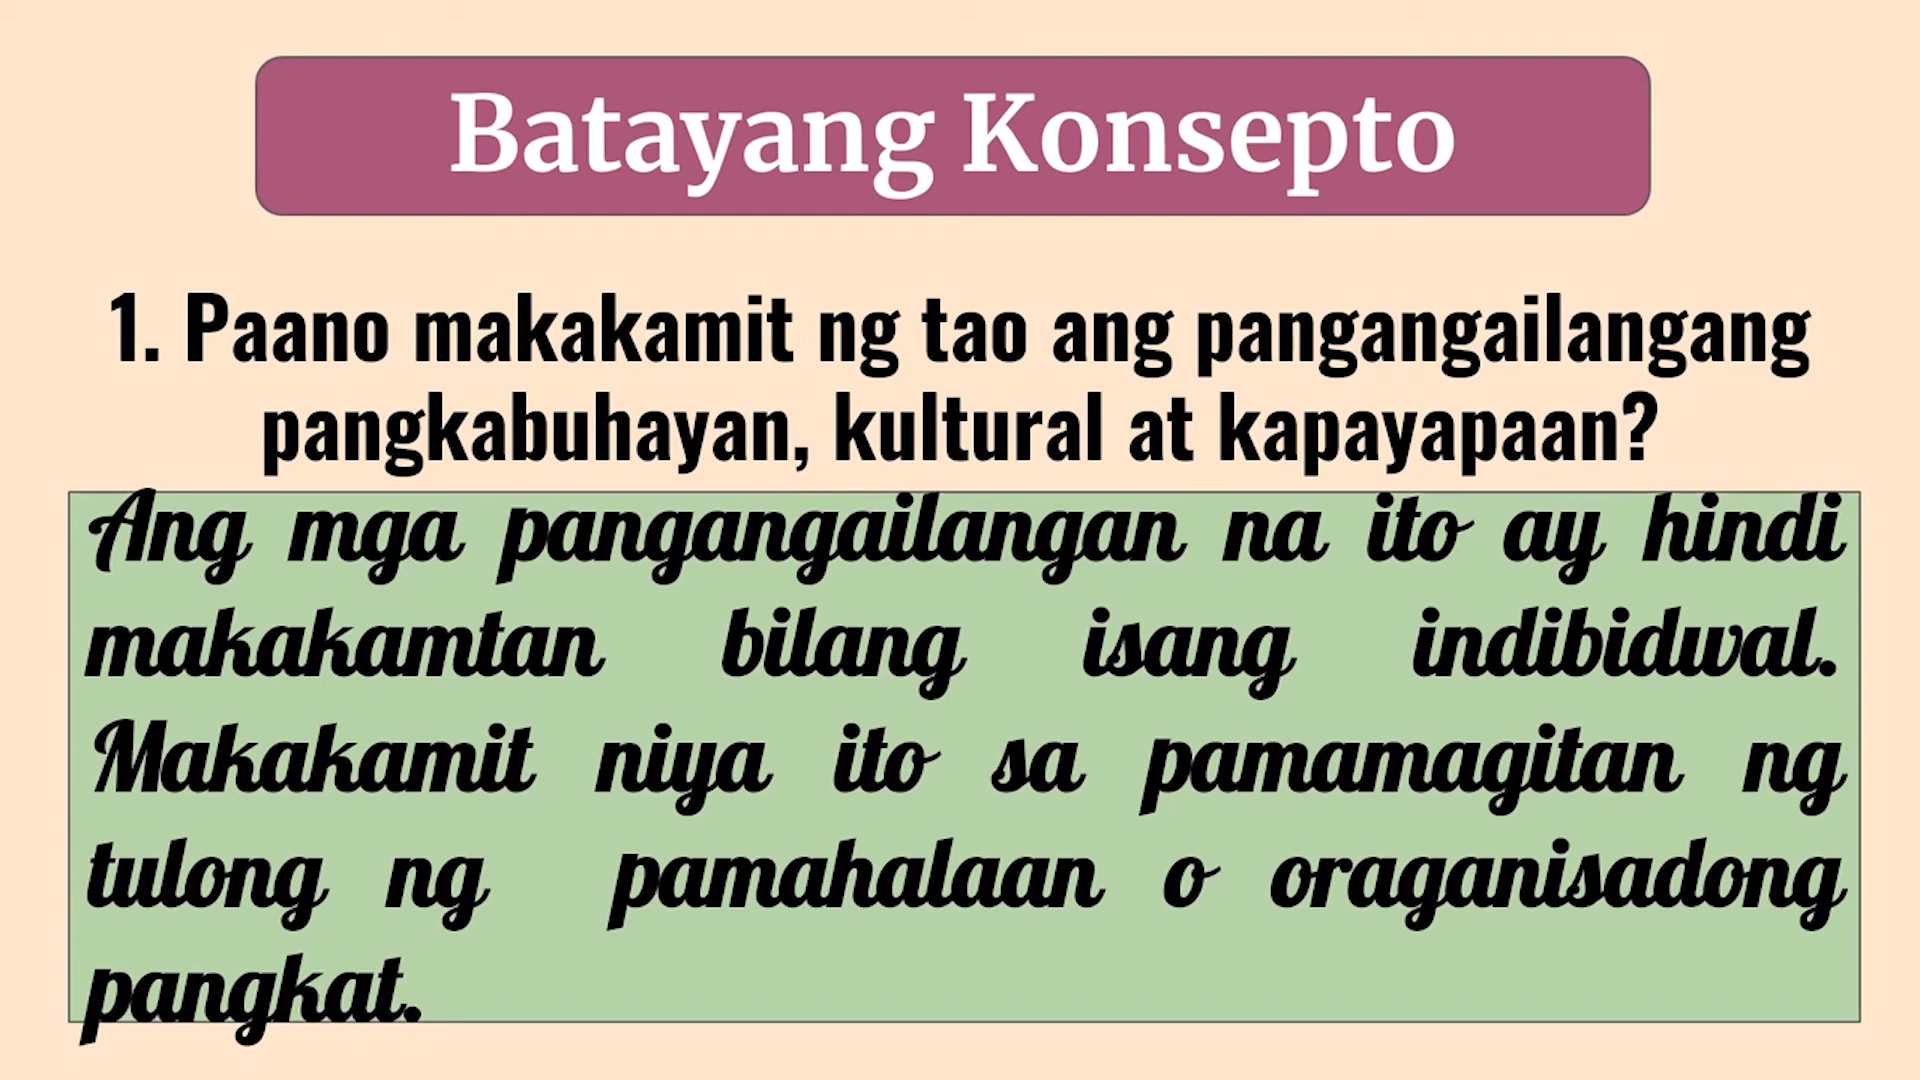 Batayang Konsepto
1. Paano makakamit ng tao ang pangangailangang
pangkabuhayan, kultural at kapayapaan?
Ang mga pangangailangan na ito ay hindi
makakamtan bilang isang indibidwal.
Makakamit niya ito sa pamamagitan ng
tulong ng pamahalaan o oraganisadong
pangkat.